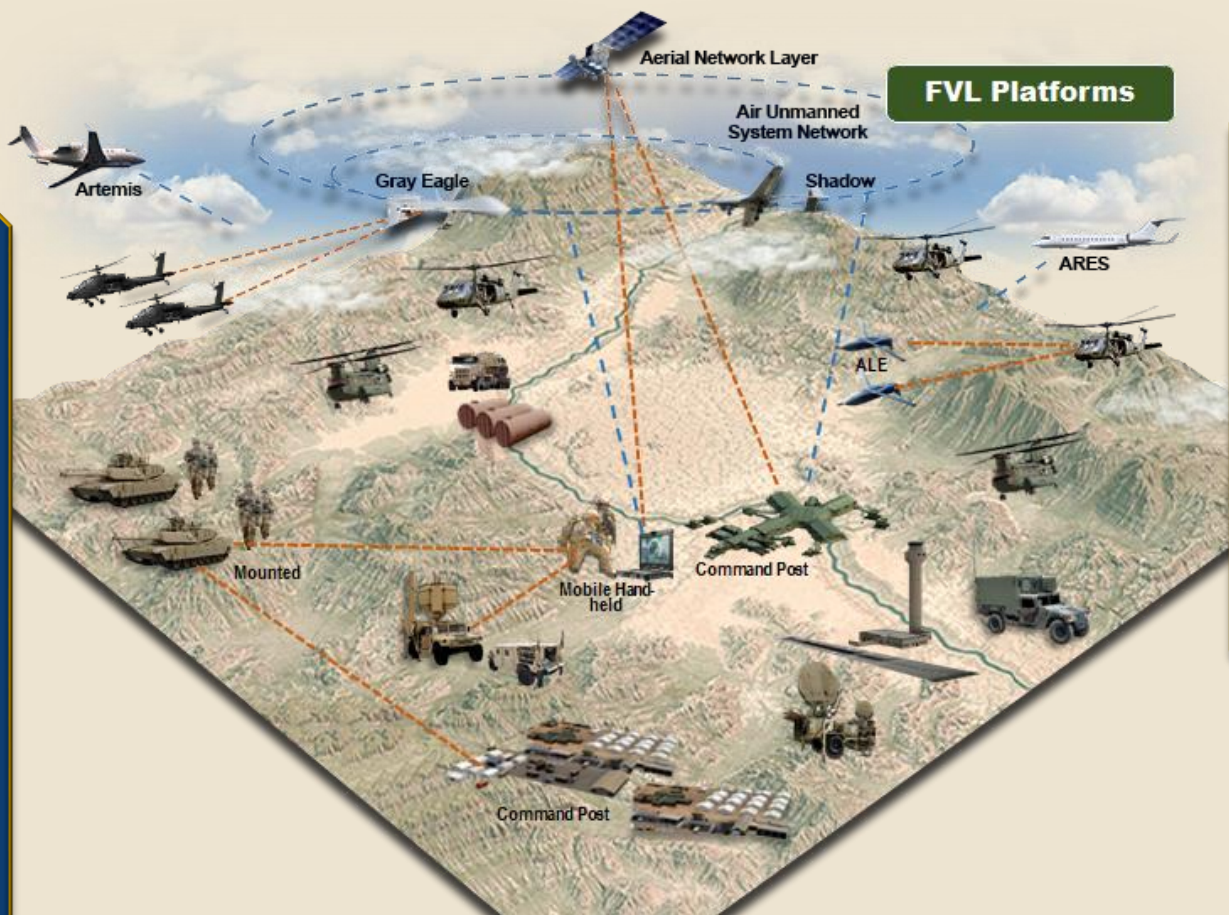 Aerial Network Layer
FVL Platforms
Air Unmanned
System Network
Artemis
Gray Eagle
Shadow
ARES
ALE
Mounted
Mobile Hand-
held
Command Post
Command Post